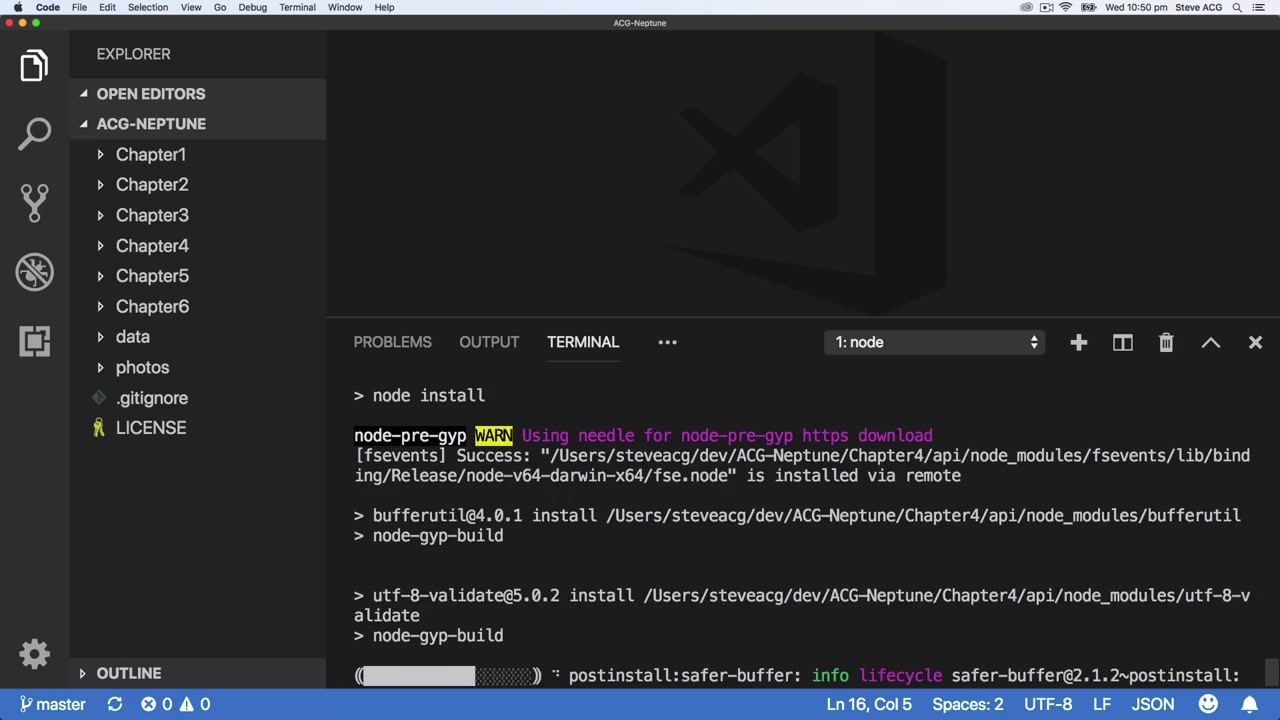 Code File Edit Selection View Go Debug Terminal Window Help Wed 10:50 pm Steve ACG
ACG-Neptune
EXPLORER
OPEN EDITORS
ACG-NEPTUNE
Chapter1
Chapter2
Chapter3
Chapter4
Chapter5
Chapter6
data
photos
.gitignore
LICENSE
OUTLINE
PROBLEMS OUTPUT TERMINAL ••• 1: node
> node install
node-pre-gyp WARN Using needle for node-pre-gyp https download
[fsevents] Success: "/Users/steveacg/dev/ACG-Neptune/Chapter4/api/node_modules/fsevents/lib/bind
ing/Release/node-v64-darwin-x64/fse.node" is installed via remote
> bufferutil@4.0.1 install /Users/steveacg/dev/ACG-Neptune/Chapter4/api/node_modules/bufferutil
> node-gyp-build
> utf-8-validate@5.0.2 install /Users/steveacg/dev/ACG-Neptune/Chapter4/api/node_modules/utf-8-v
alidate
> node-gyp-build
postinstall:safer-buffer: info lifecycle safer-buffer@2.1.2~postinstall:
master 0 0 Ln 16, Col 5 Spaces: 2 UTF-8 LF JSON